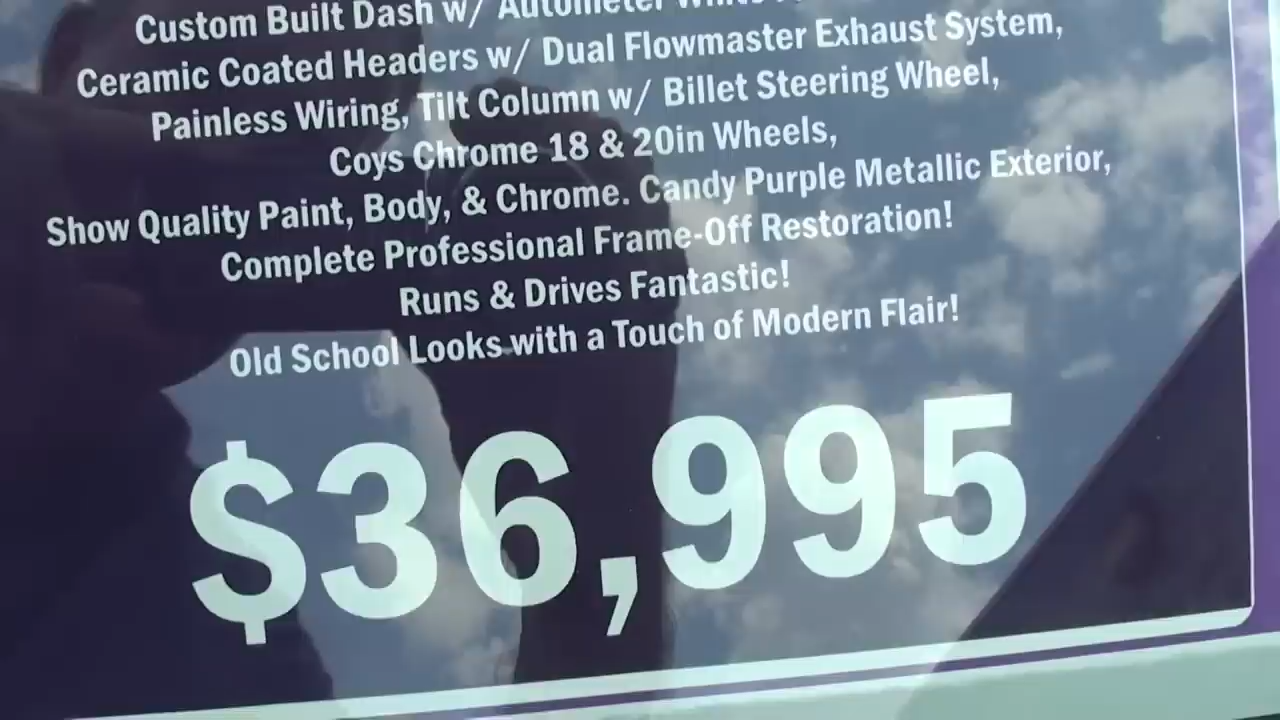 Custom Built Dash w/ Autometer
Ceramic Coated Headers w/ Dual Flowmaster Exhaust System,
Painless Wiring, Tilt Column w/ Billet Steering Wheel,
Coys Chrome 18 & 20in Wheels,
Show Quality Paint, Body, & Chrome. Candy Purple Metallic Exterior,
Complete Professional Frame-Off Restoration!
Runs & Drives Fantastic!
Old School Looks with a Touch of Modern Flair!
$36,995